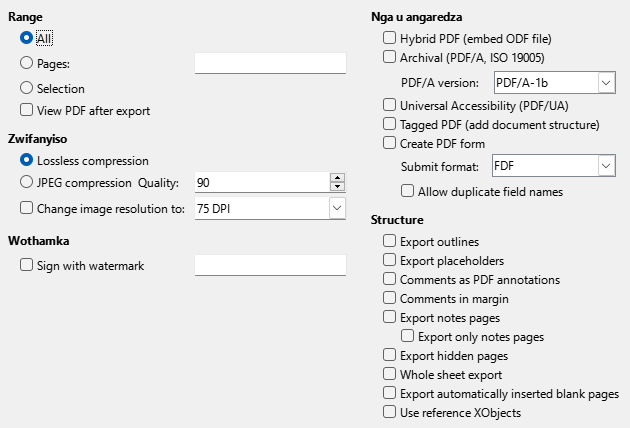 Range
All
Pages:
Selection
View PDF after export
Zwifanyiso
Lossless compression
JPEG compression Quality: 90
Change image resolution to: 75 DPI
Wothamka
Sign with watermark
Nga u angaredza
Hybrid PDF (embed ODF file)
Archival (PDF/A, ISO 19005)
PDF/A version: PDF/A-1b
Universal Accessibility (PDF/UA)
Tagged PDF (add document structure)
Create PDF form
Submit format: FDF
Allow duplicate field names
Structure
Export outlines
Export placeholders
Comments as PDF annotations
Comments in margin
Export notes pages
Export only notes pages
Export hidden pages
Whole sheet export
Export automatically inserted blank pages
Use reference XObjects